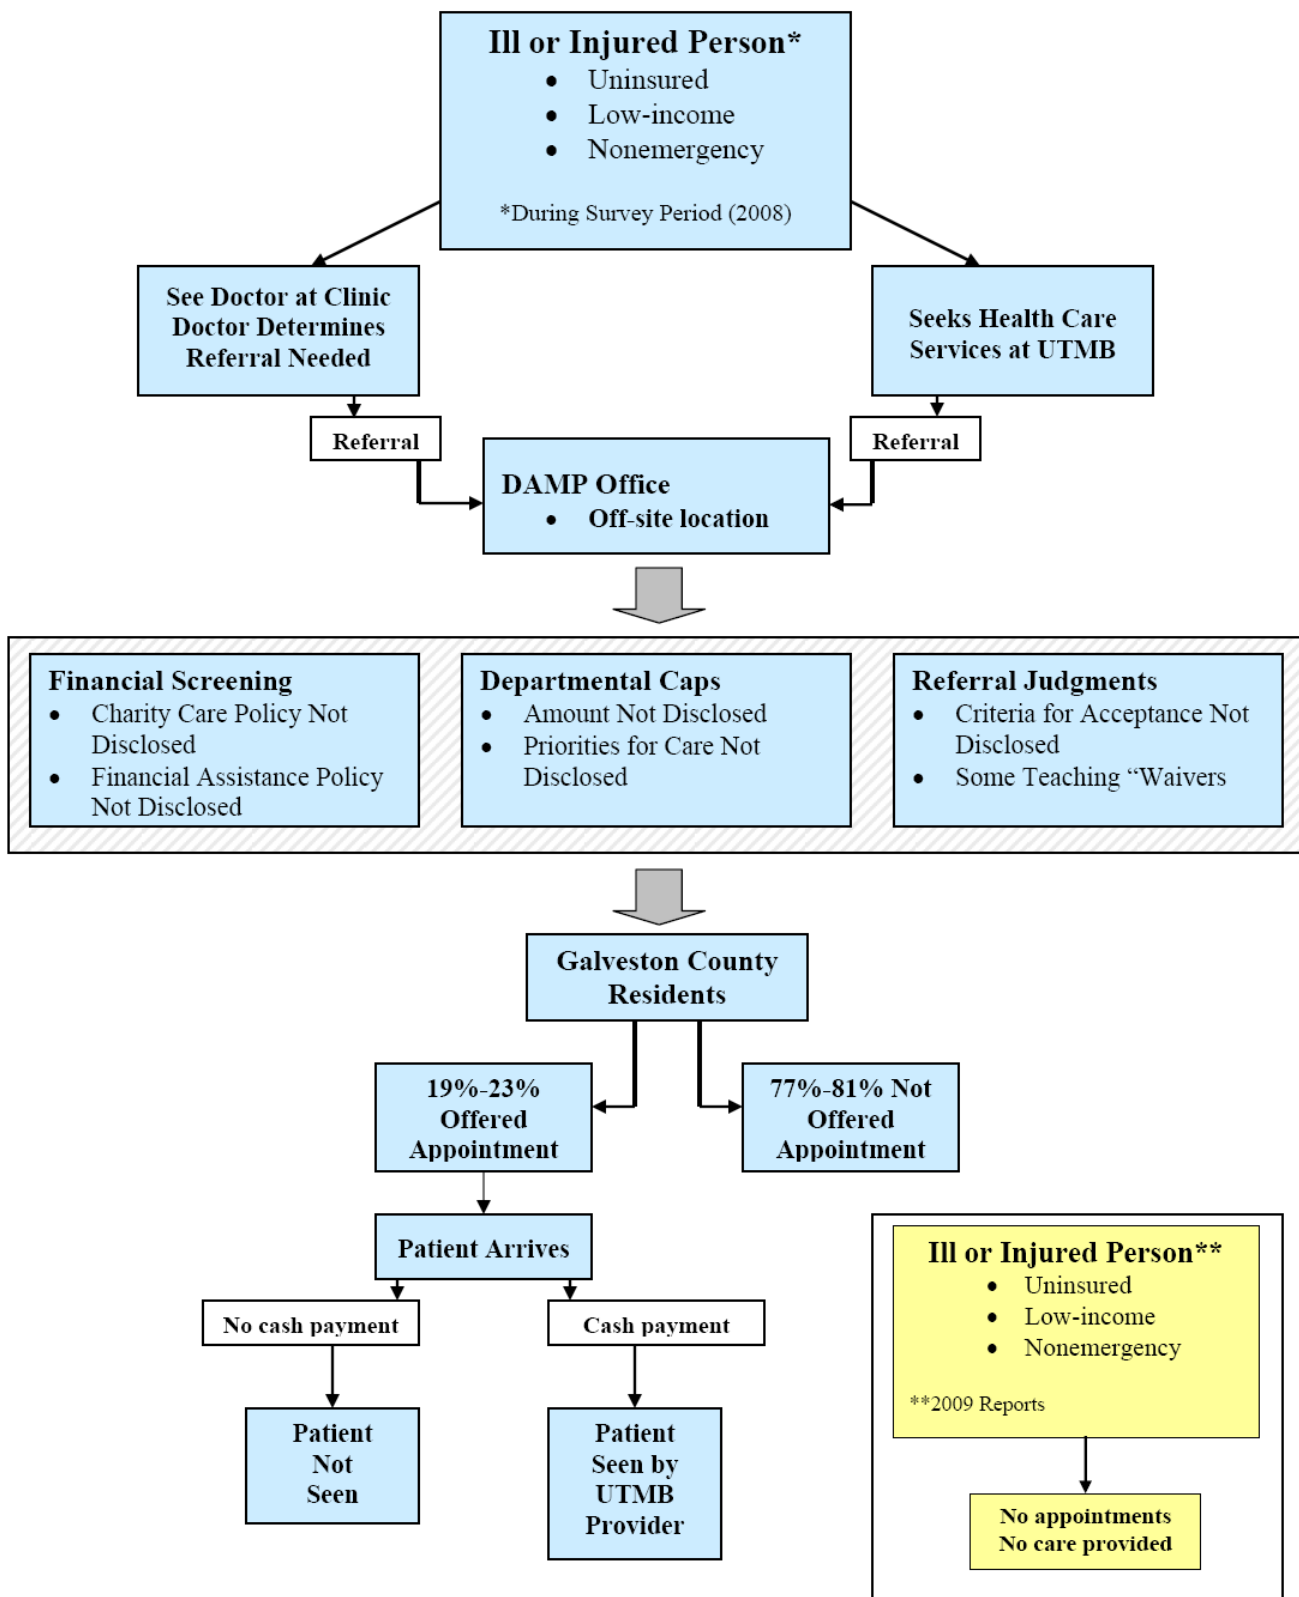 Ill or Injured Person*
• Uninsured
• Low-income
• Nonemergency
*During Survey Period (2008)
See Doctor at Clinic
Doctor Determines
Referral Needed
Seeks Health Care
Services at UTMB
Referral
Referral
DAMP Office
• Off-site location
Financial Screening
• Charity Care Policy Not
Disclosed
• Financial Assistance Policy
Not Disclosed
Departmental Caps
• Amount Not Disclosed
• Priorities for Care Not
Disclosed
Referral Judgments
• Criteria for Acceptance Not
Disclosed
• Some Teaching “Waivers
Galveston County
Residents
19%-23%
Offered
Appointment
77%-81% Not
Offered
Appointment
Patient Arrives
No cash payment
Cash payment
Patient
Not
Seen
Patient
Seen by
UTMB
Provider
Ill or Injured Person**
• Uninsured
• Low-income
• Nonemergency
**2009 Reports
No appointments
No care provided